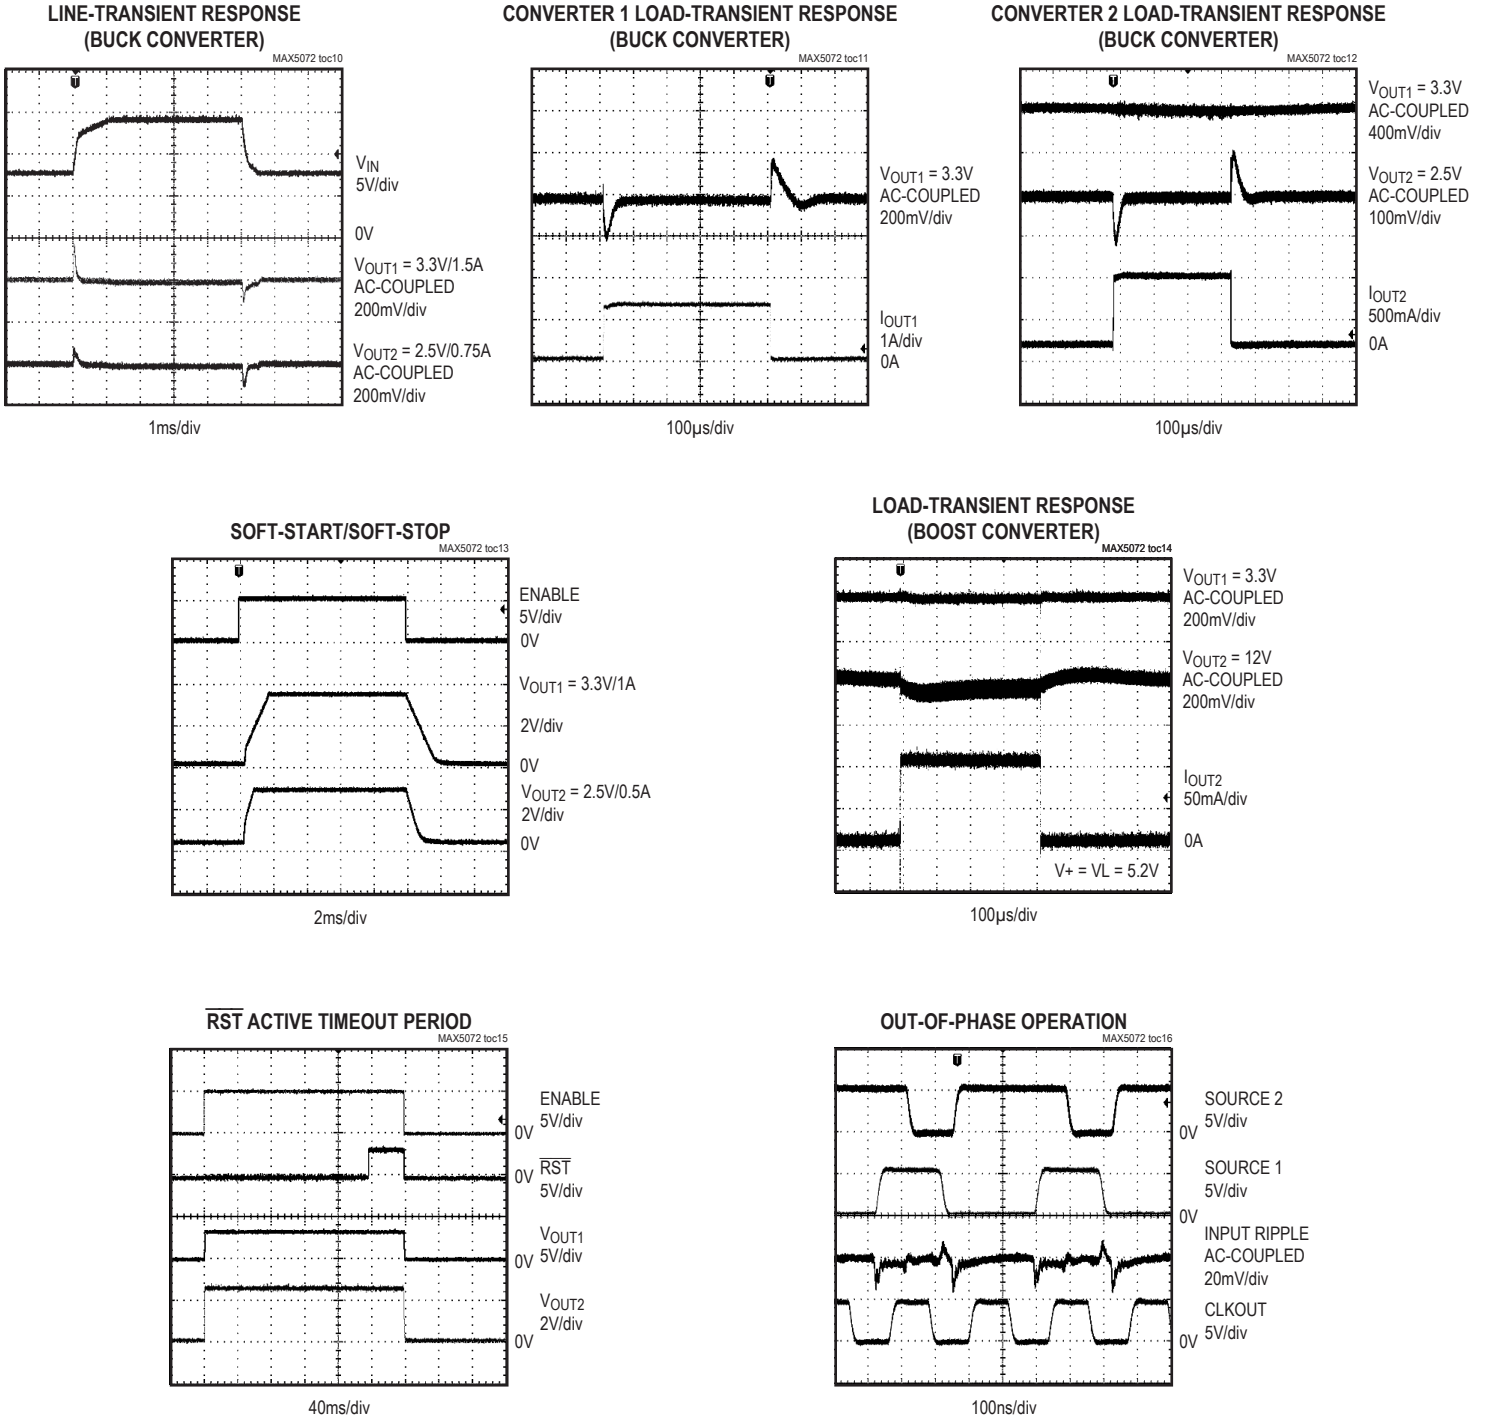 LINE-TRANSIENT RESPONSE
(BUCK CONVERTER)
MAX5072 toc10
T
VIN
5V/div
0V
VOUT1 = 3.3V/1.5A
AC-COUPLED
200mV/div
VOUT2 = 2.5V/0.75A
AC-COUPLED
200mV/div
1ms/div
CONVERTER 1 LOAD-TRANSIENT RESPONSE
(BUCK CONVERTER)
MAX5072 toc11
T
VOUT1 = 3.3V
AC-COUPLED
200mV/div
IOUT1
1A/div
0A
100µs/div
CONVERTER 2 LOAD-TRANSIENT RESPONSE
(BUCK CONVERTER)
MAX5072 toc12
T
VOUT1 = 3.3V
AC-COUPLED
400mV/div
VOUT2 = 2.5V
AC-COUPLED
100mV/div
IOUT2
500mA/div
0A
100µs/div
SOFT-START/SOFT-STOP
MAX5072 toc13
T
ENABLE
5V/div
0V
VOUT1 = 3.3V/1A
2V/div
0V
VOUT2 = 2.5V/0.5A
2V/div
0V
2ms/div
LOAD-TRANSIENT RESPONSE
(BOOST CONVERTER)
MAX5072 toc14
T
VOUT1 = 3.3V
AC-COUPLED
200mV/div
VOUT2 = 12V
AC-COUPLED
200mV/div
IOUT2
50mA/div
0A
V+ = VL = 5.2V
100µs/div
RST ACTIVE TIMEOUT PERIOD
MAX5072 toc15
ENABLE
5V/div
0V
RST
0V
5V/div
VOUT1
5V/div
0V
VOUT2
2V/div
0V
40ms/div
OUT-OF-PHASE OPERATION
MAX5072 toc16
T
SOURCE 2
5V/div
0V
SOURCE 1
5V/div
0V
INPUT RIPPLE
AC-COUPLED
20mV/div
CLKOUT
5V/div
0V
100ns/div